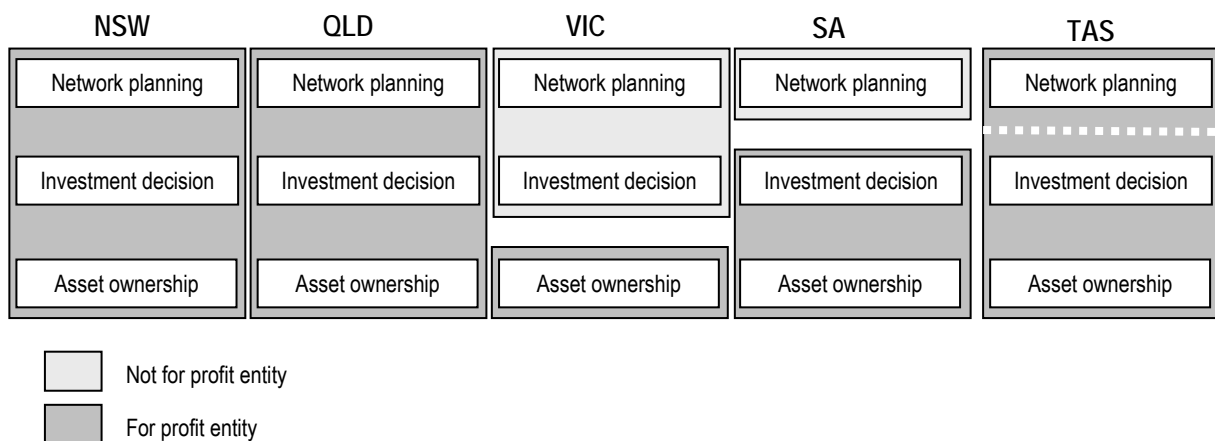 NSW QLD VIC SA TAS
Network planning Network planning Network planning Network planning Network planning
Investment decision Investment decision Investment decision Investment decision Investment decision
Asset ownership Asset ownership Asset ownership Asset ownership Asset ownership
Not for profit entity
For profit entity